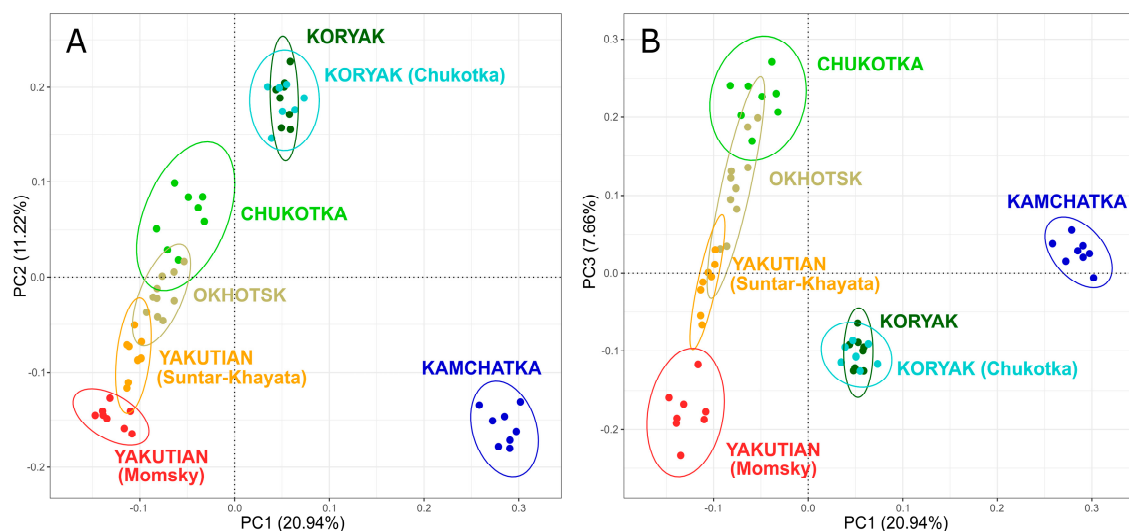 A
KORYAK
KORYAK (Chukotka)
CHUKOTKA
OKHOTSK
YAKUTIAN
(Suntar-Khayata)
KAMCHATKA
YAKUTIAN
(Momsky)
PC2 (11.22%)
0.2
0.1
0.0
-0.1
-0.2
-0.1
0.0
0.1
0.2
0.3
PC1 (20.94%)
B
CHUKOTKA
OKHOTSK
KAMCHATKA
YAKUTIAN
(Suntar-Khayata)
KORYAK
KORYAK (Chukotka)
YAKUTIAN
(Momsky)
PC3 (7.66%)
0.3
0.2
0.1
0.0
-0.1
-0.2
-0.1
0.0
0.1
0.2
0.3
PC1 (20.94%)